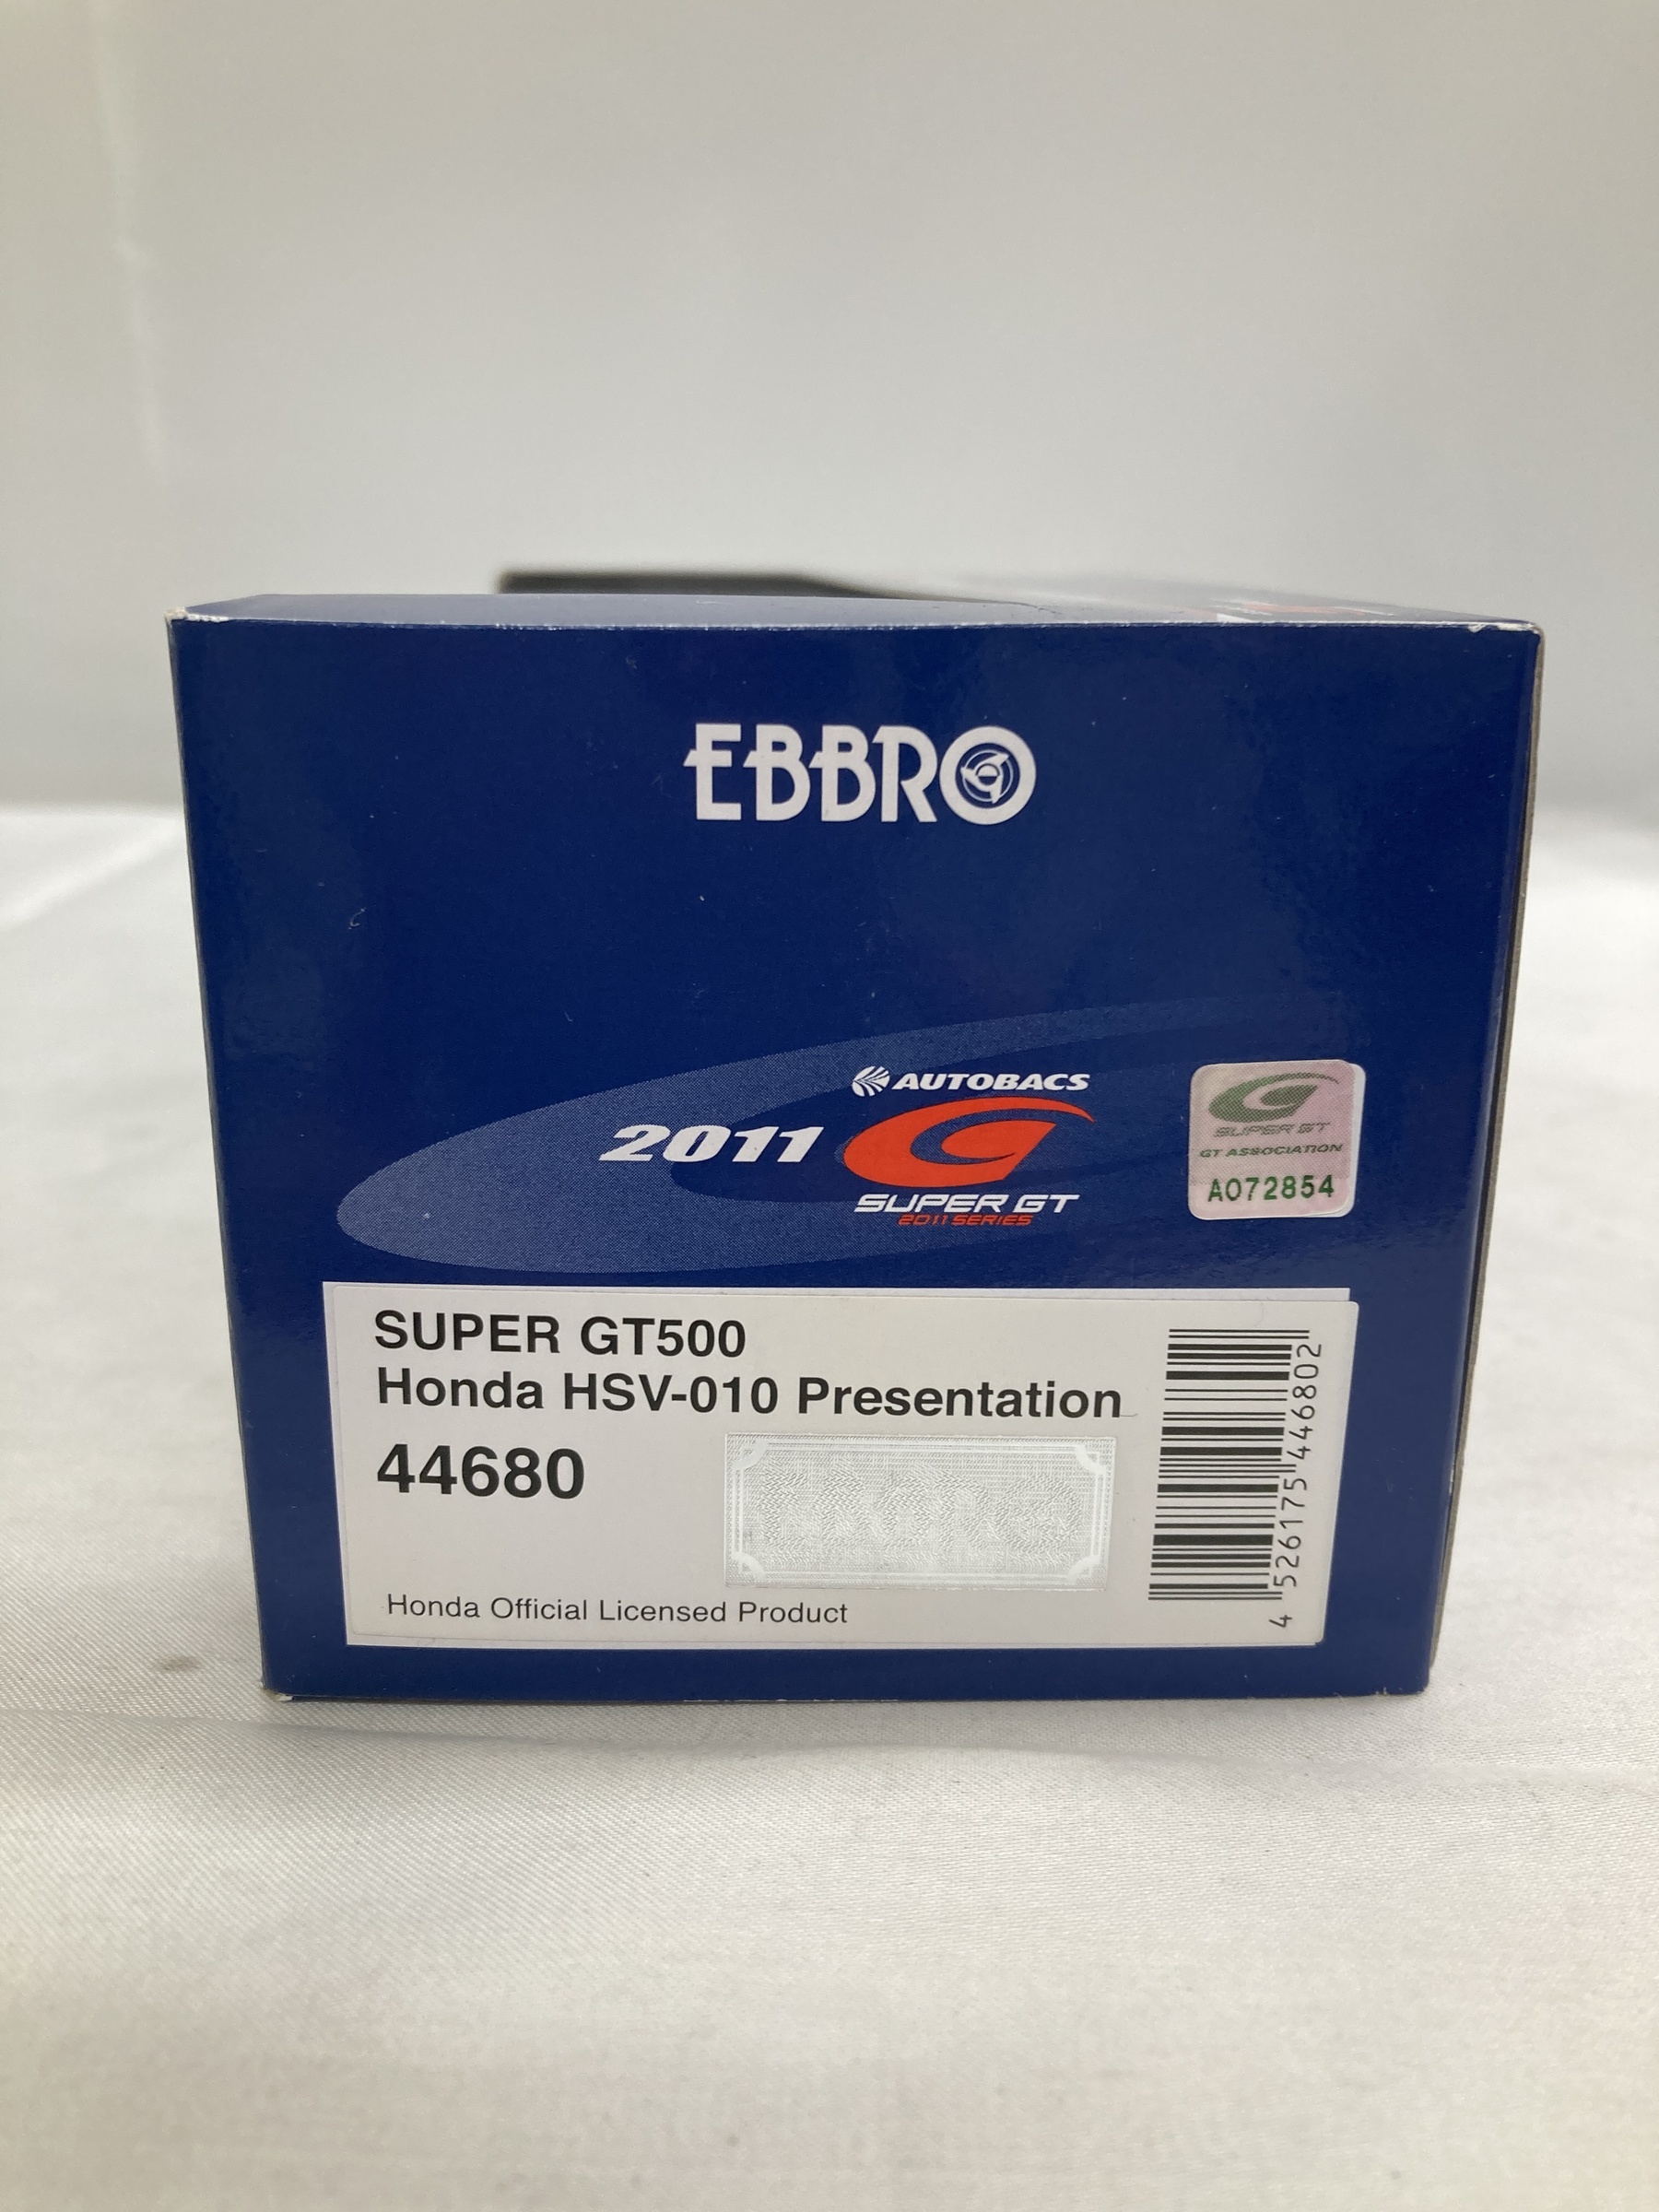 EBBRO
AUTOBACS
2011
SUPER GT
2011 SERIES
SUPER GT
GT ASSOCIATION
A072854
SUPER GT500
Honda HSV-010 Presentation
44680
EBBRO
Honda Official Licensed Product
4 526175 446802